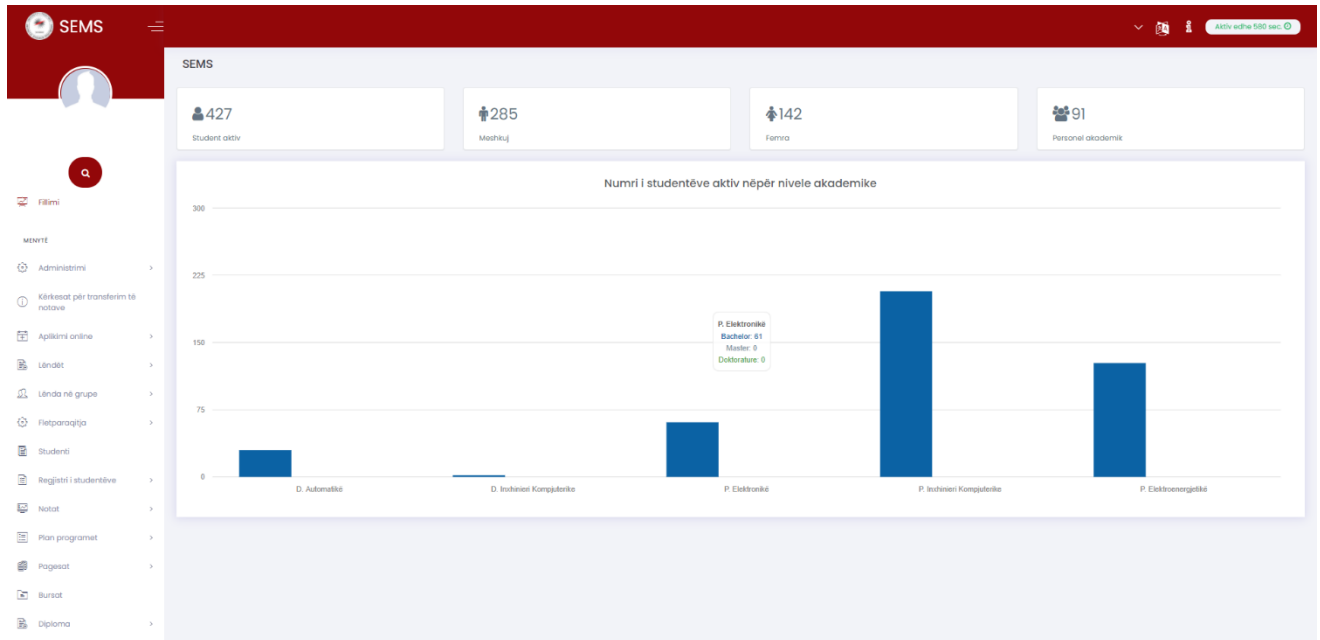 SEMS
Aktiv edhe 580 sec.
SEMS
427
Student aktiv
285
Meshkuj
142
Femra
91
Personel akademik
Fillimi
MENYTË
Administrimi
Kërkesat për transferim të
notave
Aplikimi online
Lëndët
Lënda në grupe
Fletparaqitja
Studenti
Regjistri i studentëve
Notat
Plan programet
Pagesat
Bursat
Diploma
Numri i studentëve aktiv nëpër nivele akademike
300
225
150
75
0
P. Elektronikë
Bachelor: 61
Master: 0
Doktorature: 0
D. Automatikë
D. Inxhinieri Kompjuterike
P. Elektronikë
P. Inxhinieri Kompjuterike
P. Elektroenergjetikë